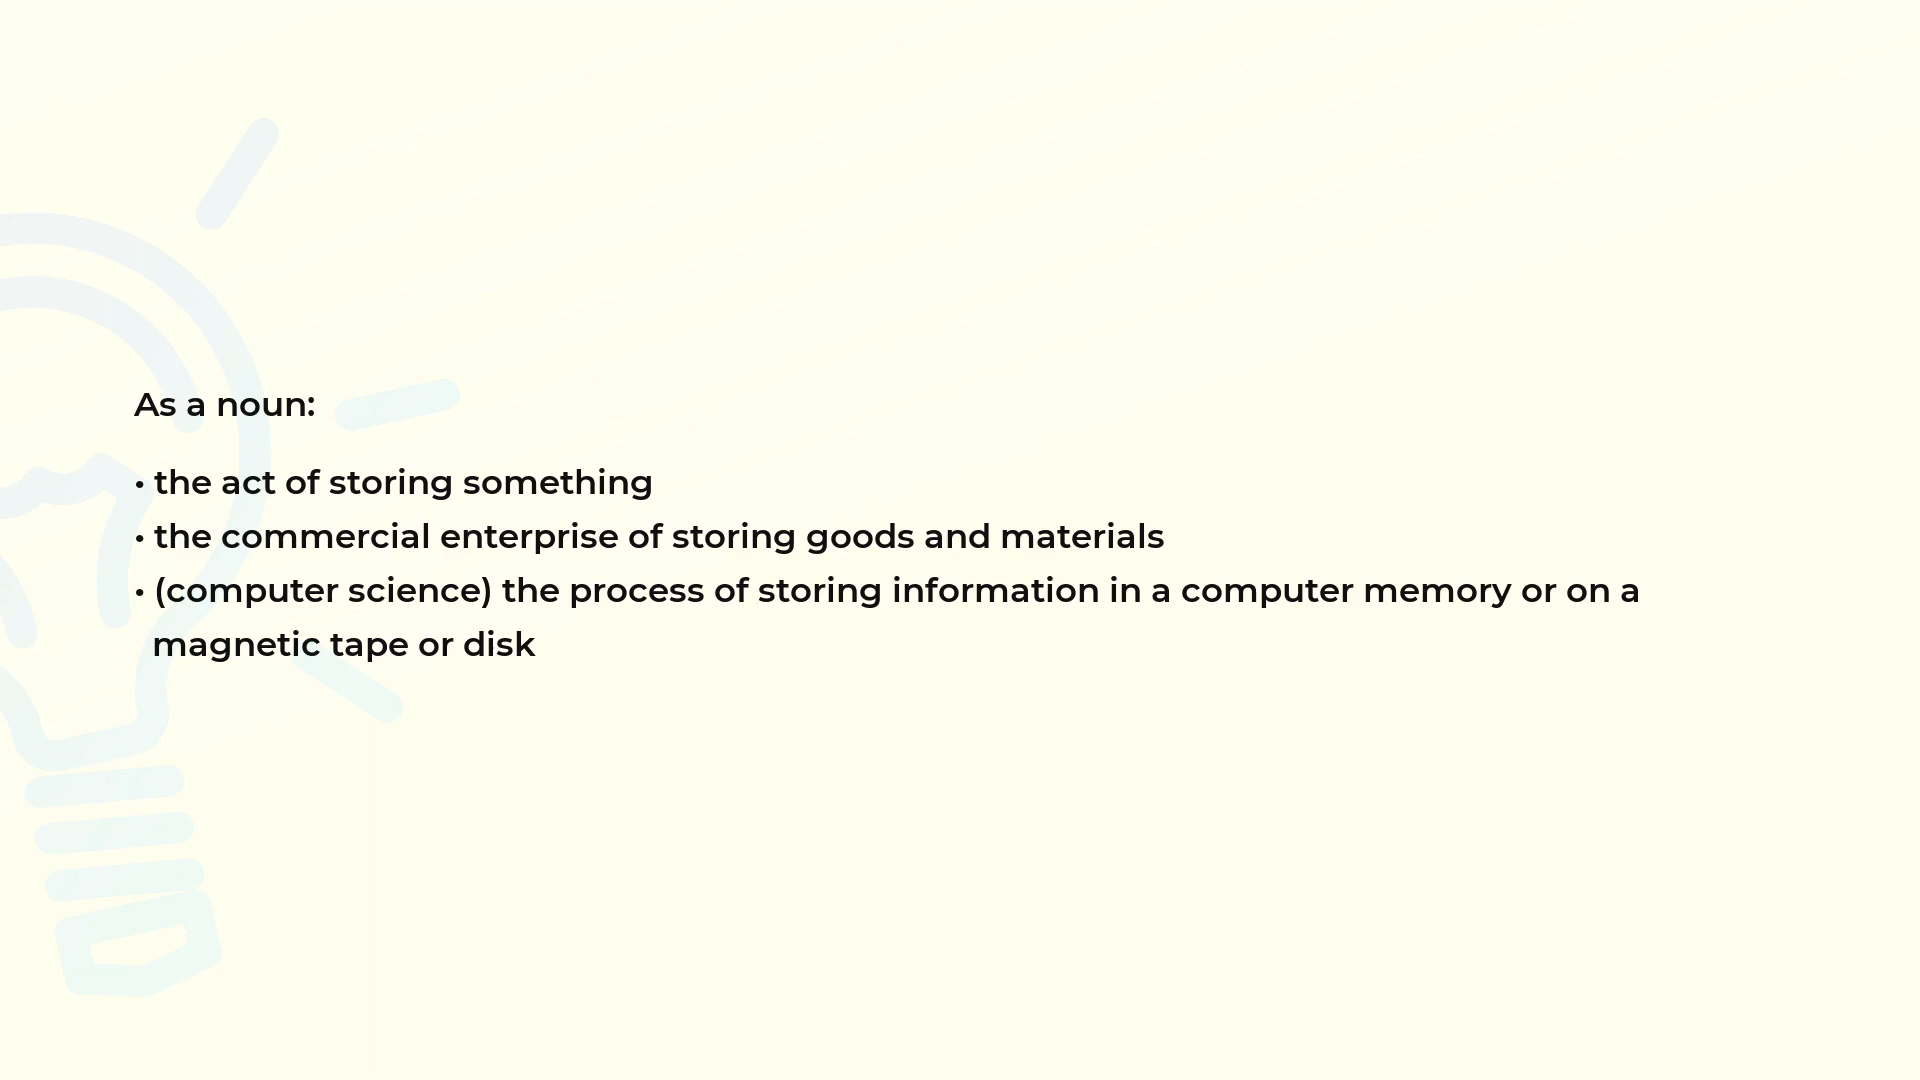 As a noun:
• the act of storing something
• the commercial enterprise of storing goods and materials
• (computer science) the process of storing information in a computer memory or on a
magnetic tape or disk